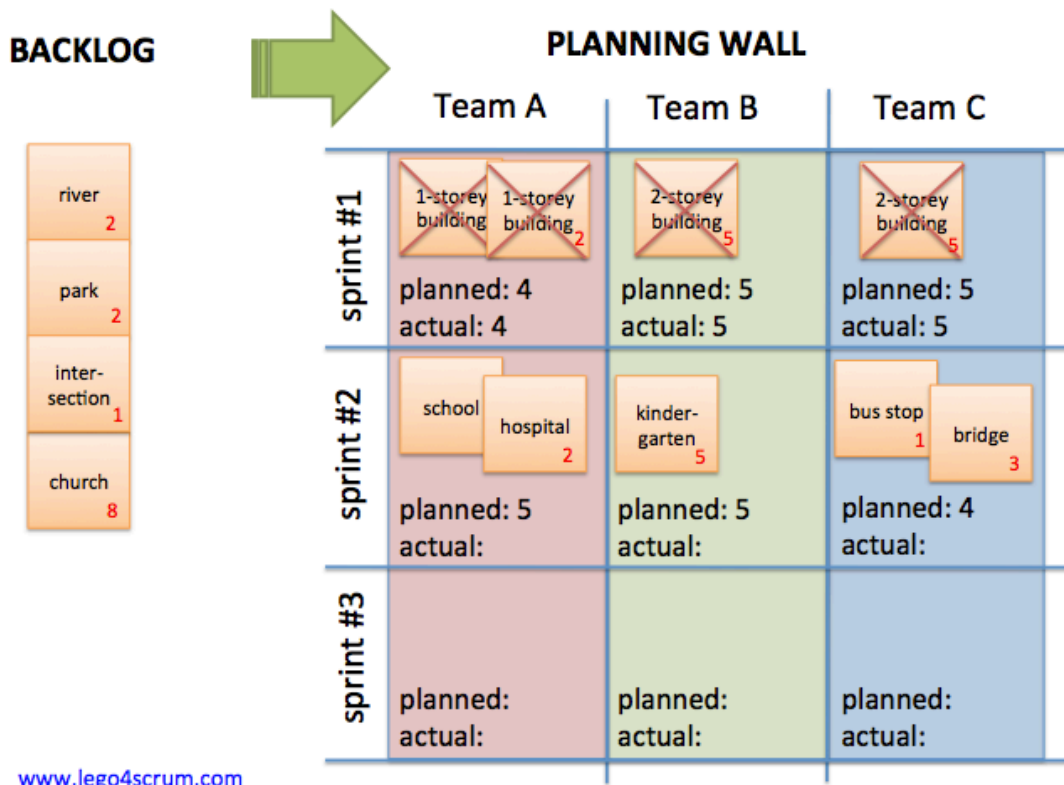 BACKLOG
PLANNING WALL
Team A
Team B
Team C
river
2
park
2
inter-
section
1
church
8
sprint #1
1-storey
building
1-storey
building
2
planned: 4
actual: 4
2-storey
building
5
planned: 5
actual: 5
2-storey
building
5
planned: 5
actual: 5
sprint #2
school
hospital
2
planned: 5
actual:
kinder-
garten
5
planned: 5
actual:
bus stop
1
bridge
3
planned: 4
actual:
sprint #3
planned:
actual:
planned:
actual:
planned:
actual:
www.lego4scrum.com